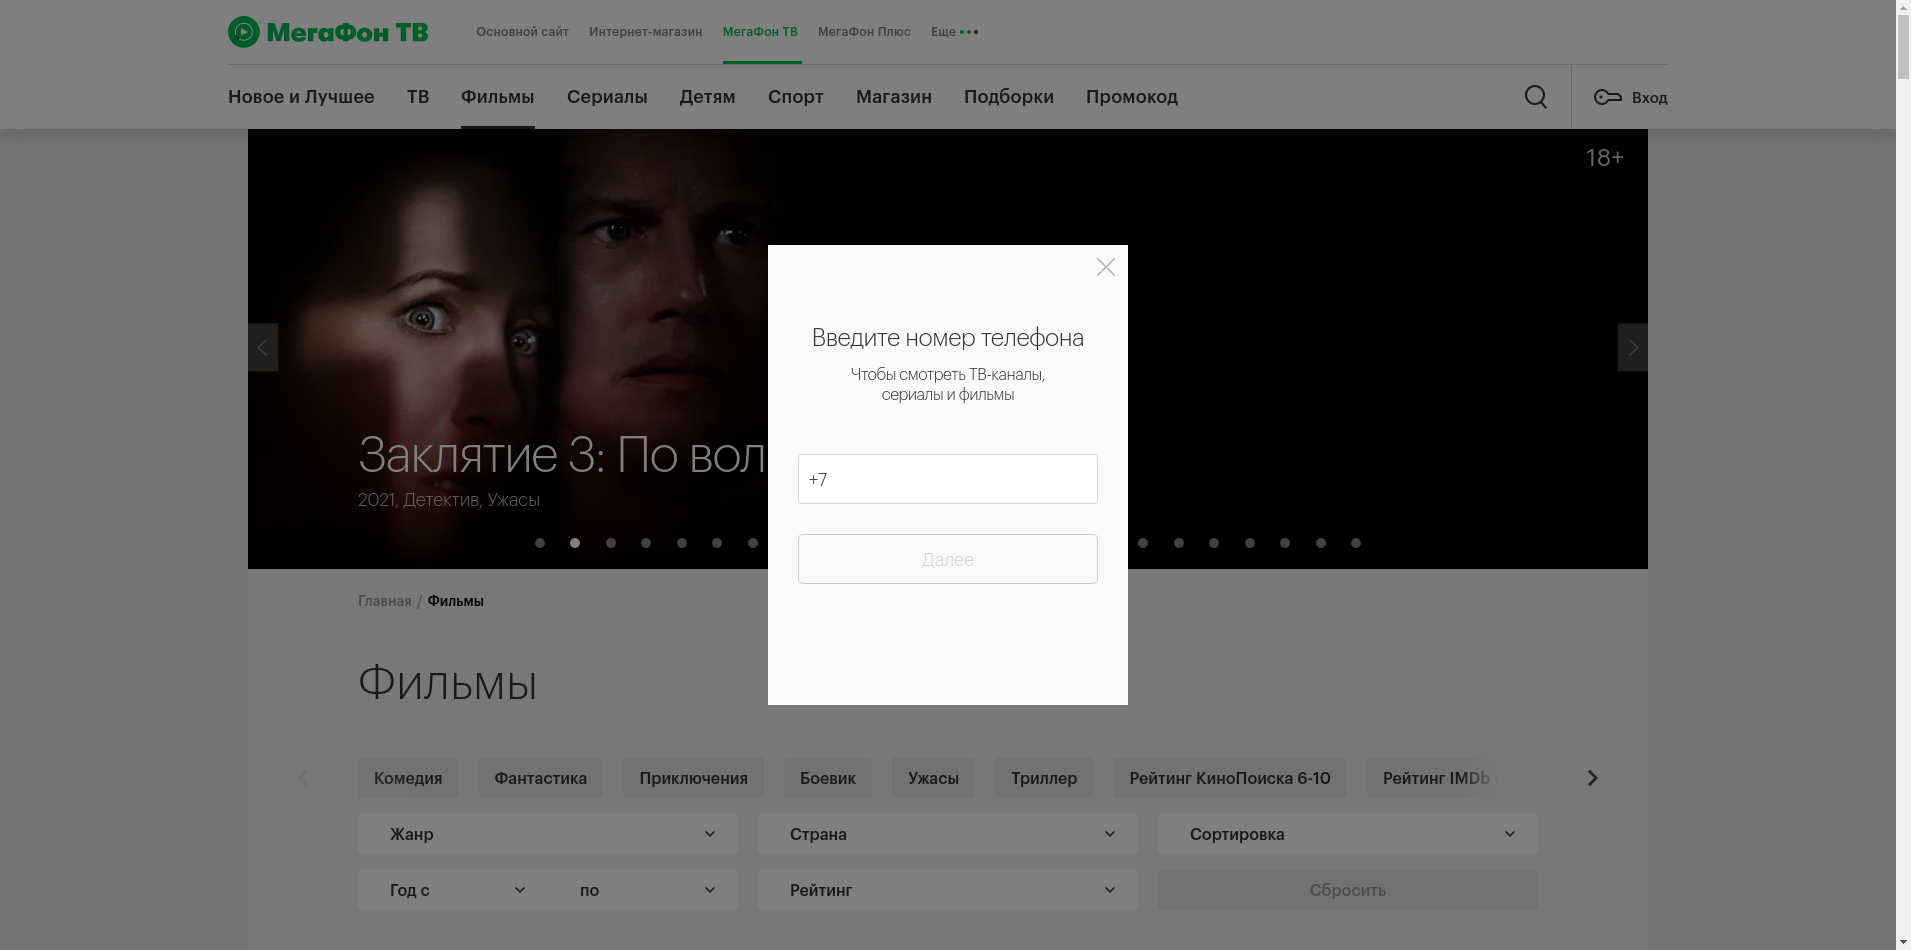 МегаФон ТВ
Основной сайт Интернет-магазин МегаФон ТВ МегаФон Плюс Еще
Новое и Лучшее ТВ Фильмы Сериалы Детям Спорт Магазин Подборки Промокод Вход
18+
Введите номер телефона
Чтобы смотреть ТВ-каналы,
сериалы и фильмы
+7
Далее
Заклятие 3: По вол
2021, Детектив, Ужасы
Главная / Фильмы
Фильмы
Комедия Фантастика Приключения Боевик Ужасы Триллер Рейтинг КиноПоиска 6-10 Рейтинг IMDb
Жанр Страна Сортировка
Год с по Рейтинг Сбросить